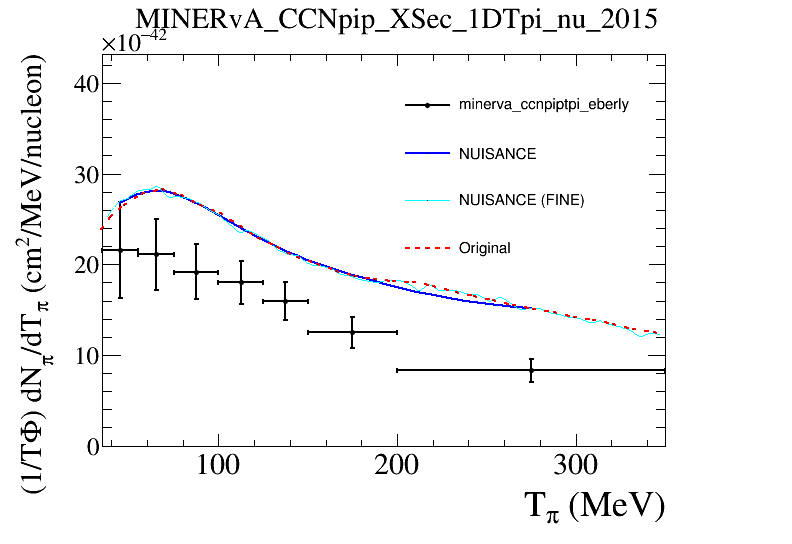 MINERvA_CCNpip_XSec_1DTpi_nu_2015
×10⁻⁴²
(1/TΦ) dN_π/dT_π (cm²/MeV/nucleon)
40
30
20
10
0
minerva_ccnpiptpi_eberly
NUISANCE
NUISANCE (FINE)
Original
100
200
300
T_π (MeV)